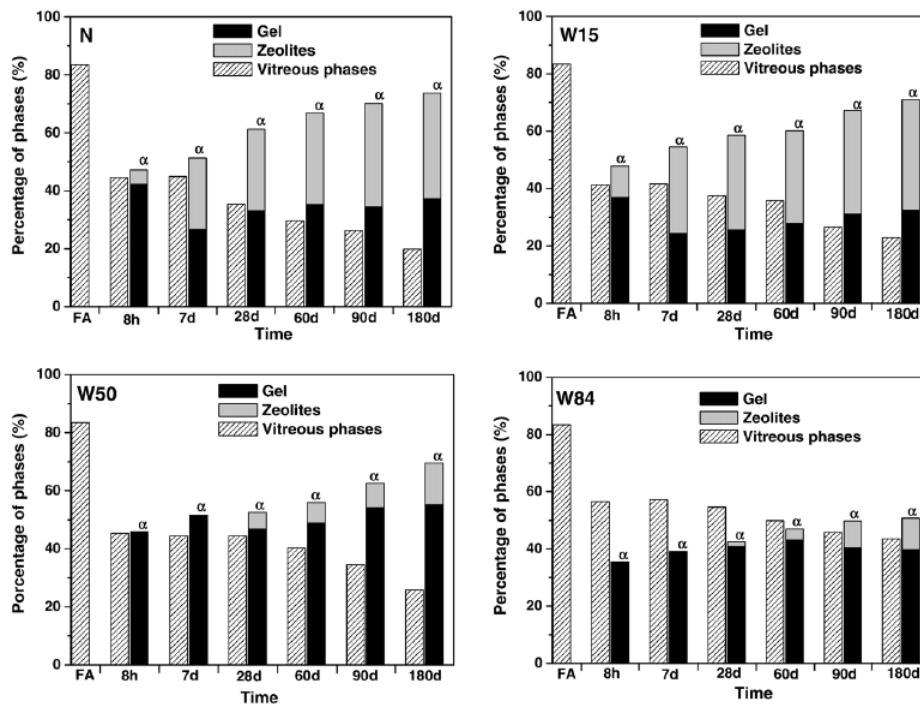 N
Gel
Zeolites
Vitreous phases
Percentage of phases (%)
100
80
60
40
20
0
α α α α α α
FA 8h 7d 28d 60d 90d 180d
Time
W15
Gel
Zeolites
Vitreous phases
Percentage of phases (%)
100
80
60
40
20
0
α α α α α α
FA 8h 7d 28d 60d 90d 180d
Time
W50
Gel
Zeolites
Vitreous phases
Porcentage of phases (%)
100
80
60
40
20
0
α α α α α α
FA 8h 7d 28d 60d 90d 180d
Time
W84
Gel
Zeolites
Vitreous phases
Percentage of phases (%)
100
80
60
40
20
0
α α α α α α
FA 8h 7d 28d 60d 90d 180d
Time